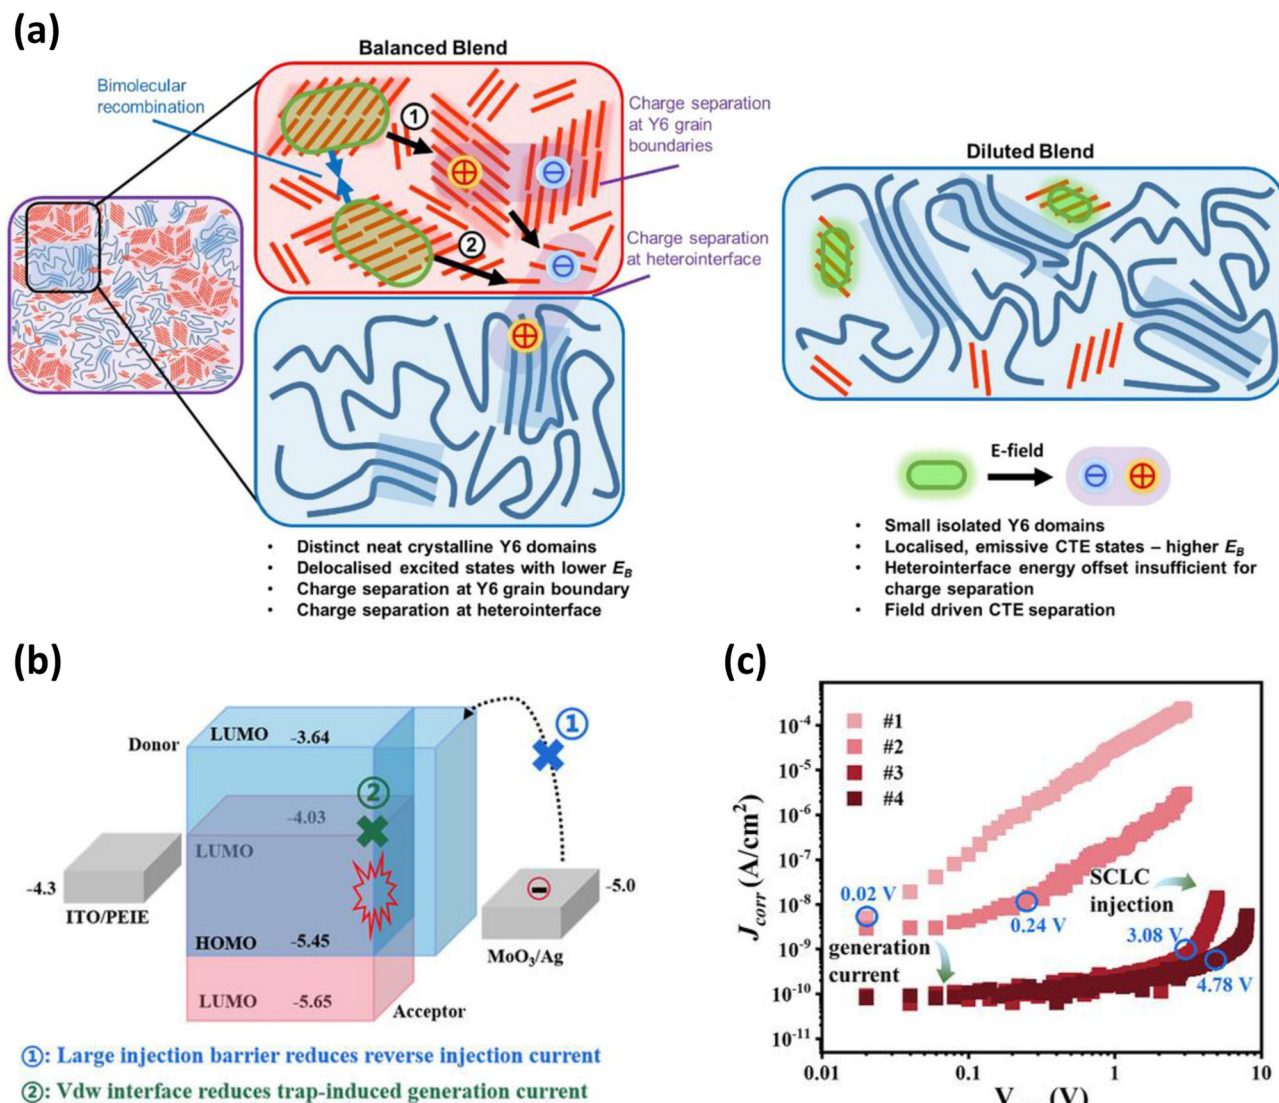 (a)
Balanced Blend
Bimolecular
recombination
①
②
Charge separation
at Y6 grain
boundaries
Charge separation
at heterointerface
• Distinct neat crystalline Y6 domains
• Delocalised excited states with lower E_B
• Charge separation at Y6 grain boundary
• Charge separation at heterointerface
Diluted Blend
E-field
• Small isolated Y6 domains
• Localised, emissive CTE states – higher E_B
• Heterointerface energy offset insufficient for
charge separation
• Field driven CTE separation
(b)
Donor
LUMO -3.64
①
②
-4.03
LUMO
-4.3
ITO/PEIE
-5.0
MoO₃/Ag
HOMO -5.45
LUMO -5.65
Acceptor
①: Large injection barrier reduces reverse injection current
②: Vdw interface reduces trap-induced generation current
(c)
J_corr (A/cm²)
10⁻⁴
10⁻⁵
10⁻⁶
10⁻⁷
10⁻⁸
10⁻⁹
10⁻¹⁰
10⁻¹¹
#1
#2
#3
#4
0.02 V
0.24 V
SCLC
injection
generation
current
3.08 V
4.78 V
0.01 0.1 1 10
(V)